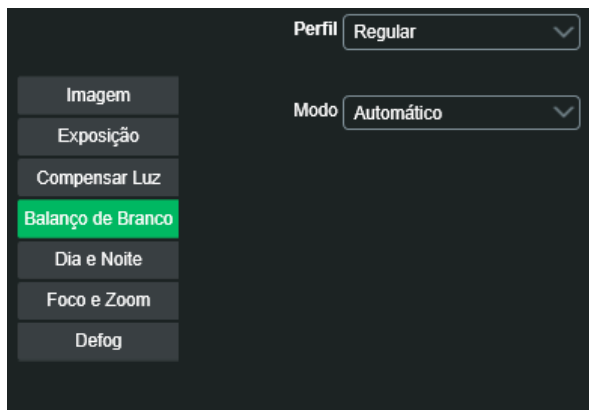 Perfil Regular
Imagem
Modo Automático
Exposição
Compensar Luz
Balanço de Branco
Dia e Noite
Foco e Zoom
Defog